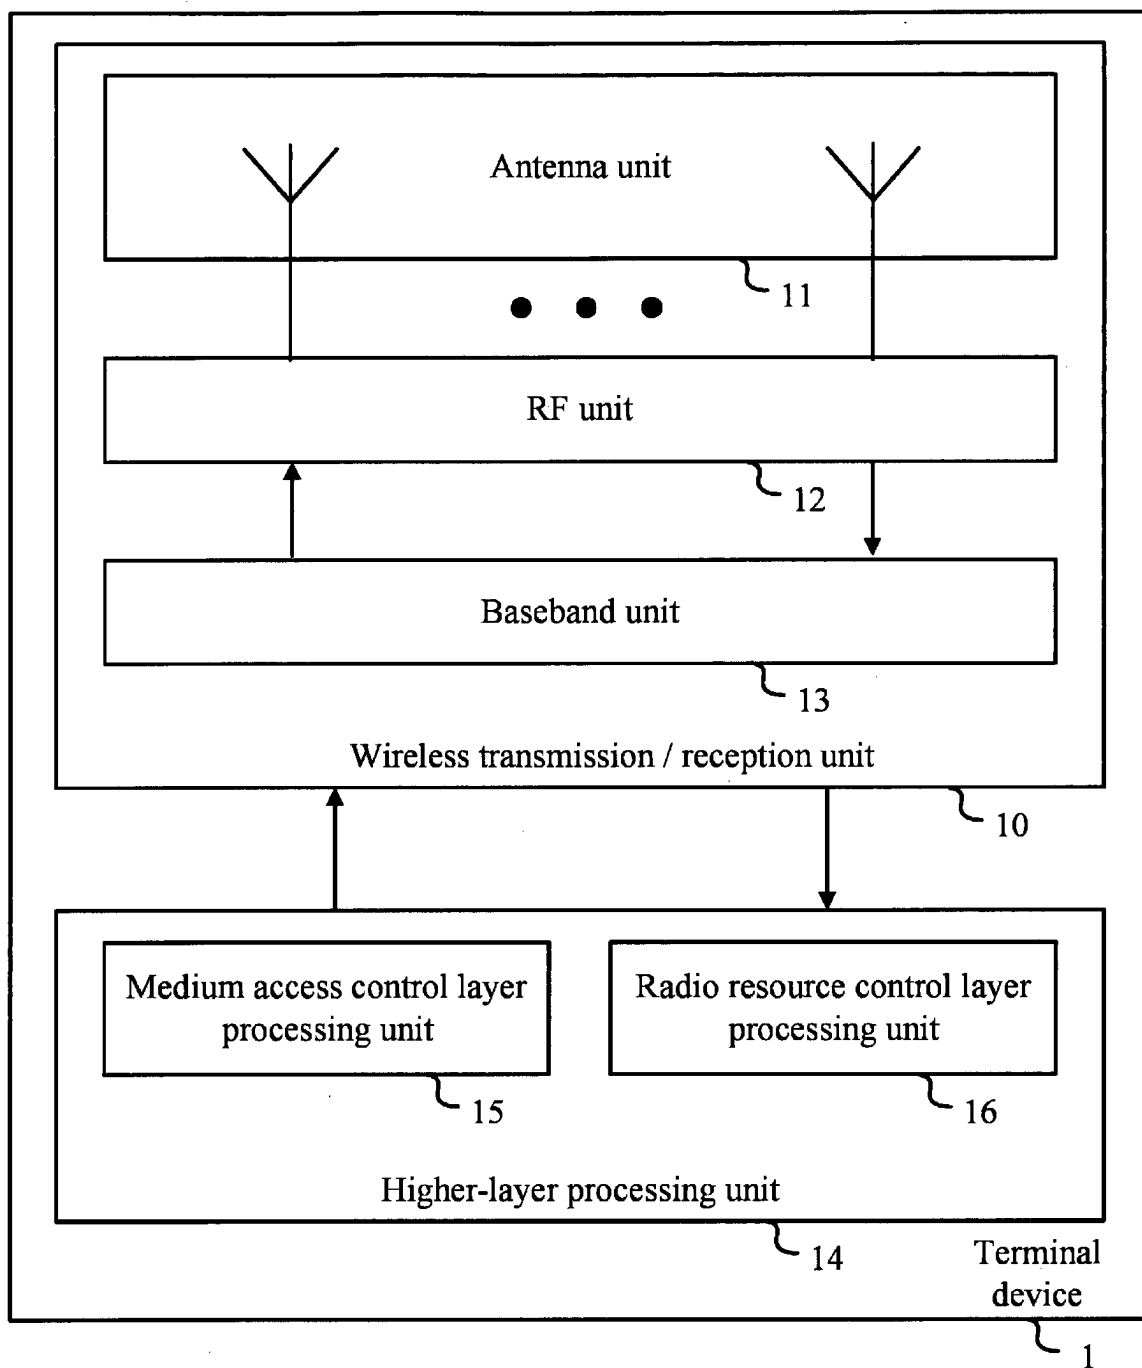 Antenna unit
11
RF unit
12
Baseband unit
13
Wireless transmission / reception unit
10
Medium access control layer
processing unit
15
Radio resource control layer
processing unit
16
Higher-layer processing unit
14
Terminal
device
1